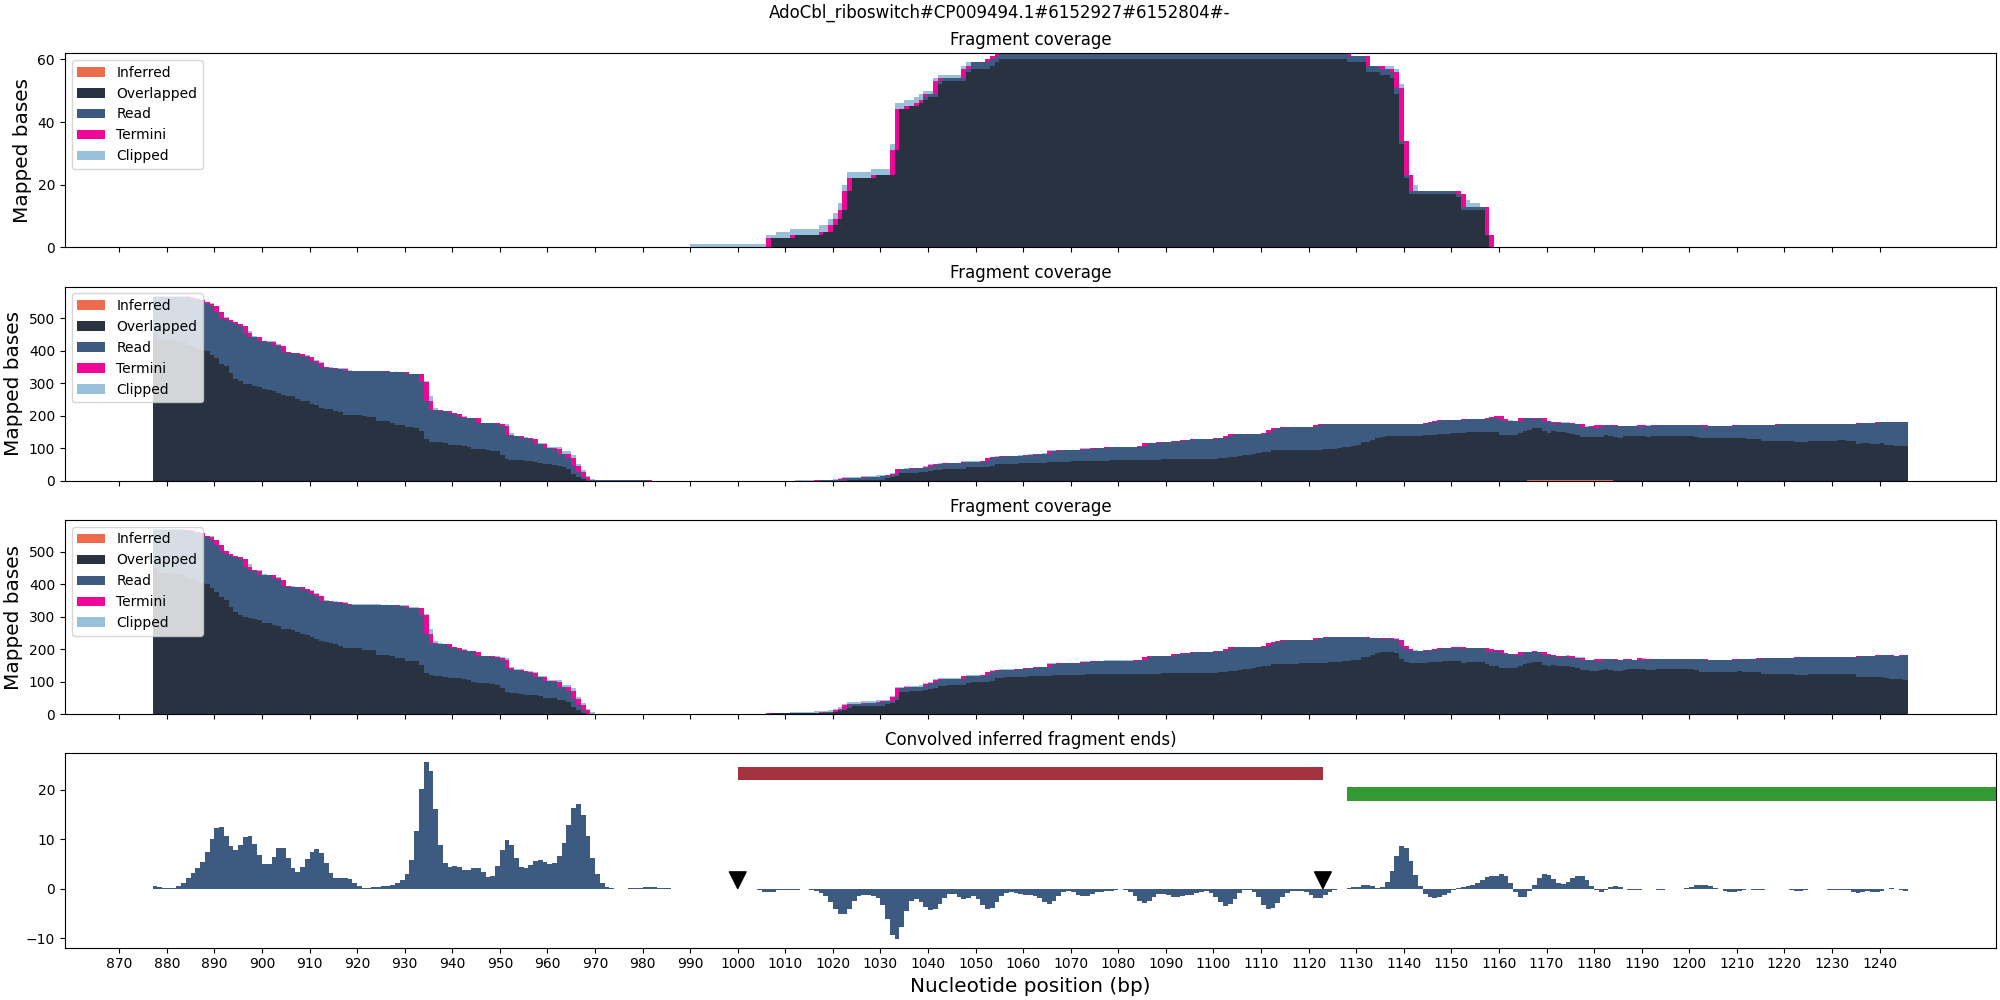 AdoCbl_riboswitch#CP009494.1#6152927#6152804#-
Fragment coverage
Mapped bases
60
40
20
0
Inferred
Overlapped
Read
Termini
Clipped
Fragment coverage
Mapped bases
500
400
300
200
100
0
Inferred
Overlapped
Read
Termini
Clipped
Fragment coverage
Mapped bases
500
400
300
200
100
0
Inferred
Overlapped
Read
Termini
Clipped
Convolved inferred fragment ends)
20
10
0
−10
870 880 890 900 910 920 930 940 950 960 970 980 990 1000 1010 1020 1030 1040 1050 1060 1070 1080 1090 1100 1110 1120 1130 1140 1150 1160 1170 1180 1190 1200 1210 1220 1230 1240
Nucleotide position (bp)